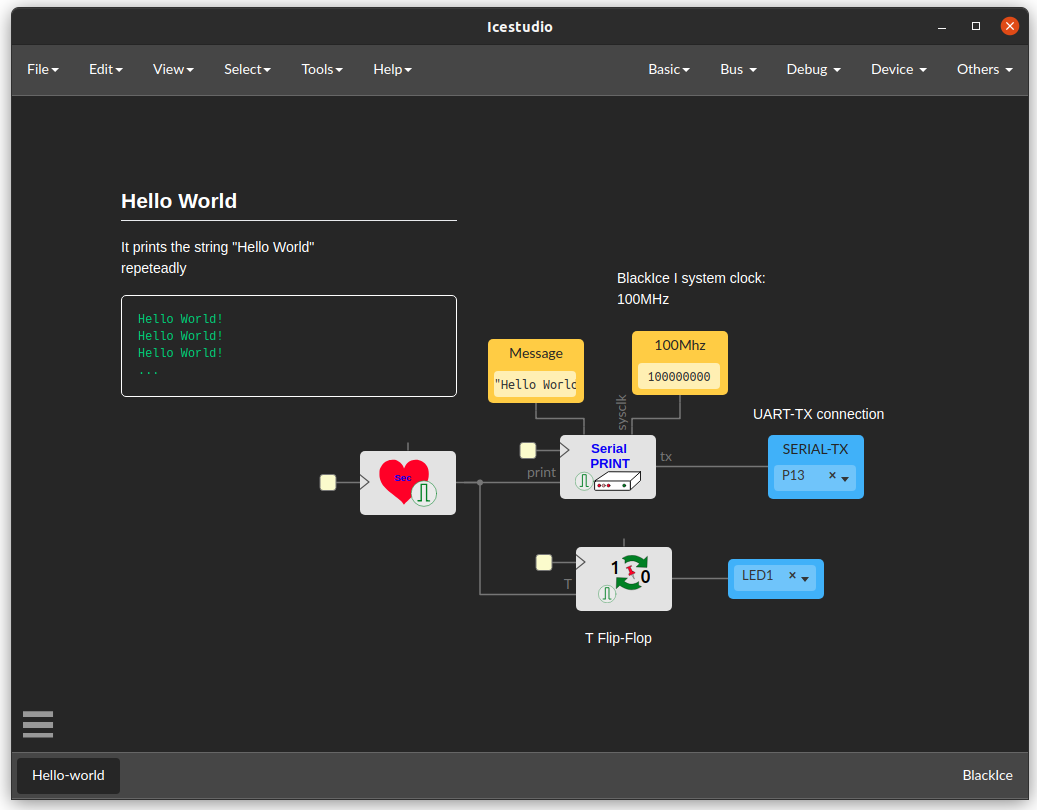 Icestudio
File Edit View Select Tools Help Basic Bus Debug Device Others
Hello World
It prints the string "Hello World"
repeteadly
Hello World!
Hello World!
Hello World!
...
BlackIce I system clock:
100MHz
Message
"Hello Worl
100Mhz
100000000
sysclk
UART-TX connection
Serial
PRINT
print
tx
SERIAL-TX
P13 ×
Sec
T
1
0
LED1 ×
T Flip-Flop
Hello-world
BlackIce